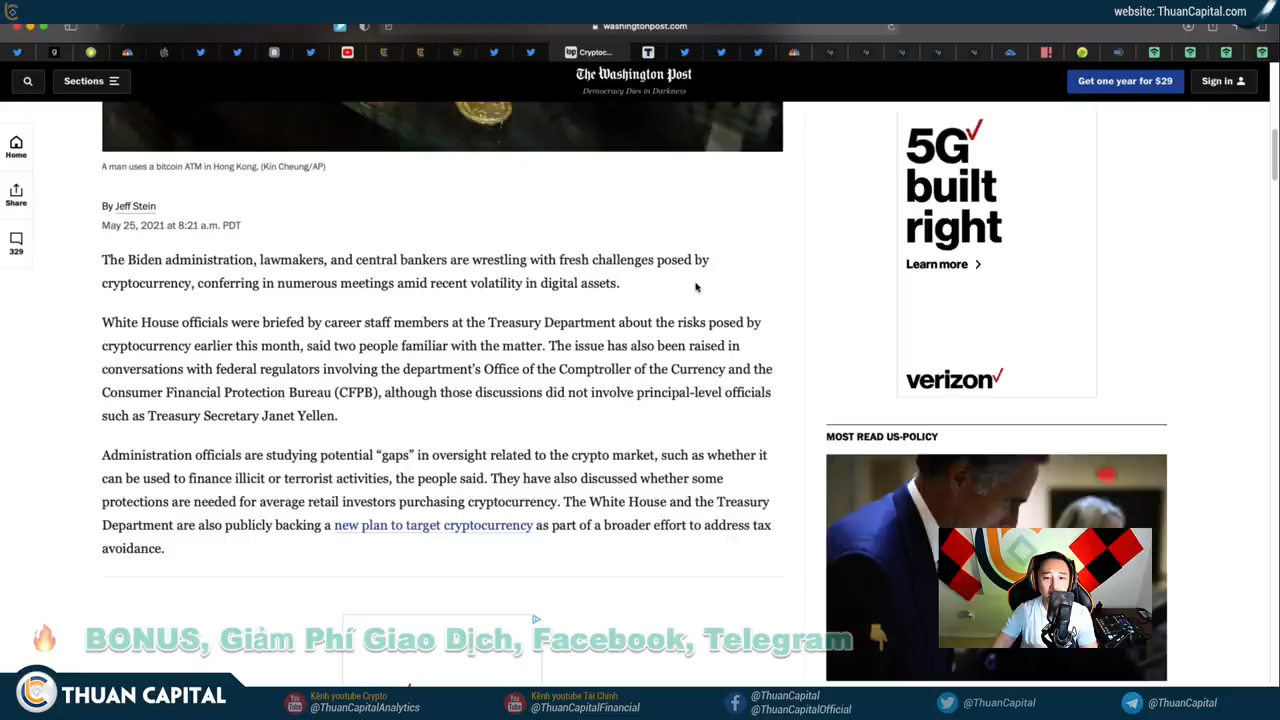 website: ThuanCapital.com
washingtonpost.com
Cryptoc...
Sections
The Washington Post
Democracy Dies in Darkness
Get one year for $29
Sign in
Home
Share
329
A man uses a bitcoin ATM in Hong Kong. (Kin Cheung/AP)
By Jeff Stein
May 25, 2021 at 8:21 a.m. PDT
The Biden administration, lawmakers, and central bankers are wrestling with fresh challenges posed by
cryptocurrency, conferring in numerous meetings amid recent volatility in digital assets.
White House officials were briefed by career staff members at the Treasury Department about the risks posed by
cryptocurrency earlier this month, said two people familiar with the matter. The issue has also been raised in
conversations with federal regulators involving the department's Office of the Comptroller of the Currency and the
Consumer Financial Protection Bureau (CFPB), although those discussions did not involve principal-level officials
such as Treasury Secretary Janet Yellen.
Administration officials are studying potential “gaps” in oversight related to the crypto market, such as whether it
can be used to finance illicit or terrorist activities, the people said. They have also discussed whether some
protections are needed for average retail investors purchasing cryptocurrency. The White House and the Treasury
Department are also publicly backing a new plan to target cryptocurrency as part of a broader effort to address tax
avoidance.
5G
built
right
Learn more
verizon
MOST READ US-POLICY
BONUS, Giảm Phí Giao Dịch, Facebook, Telegram
THUAN CAPITAL
Kênh youtube Crypto
@ThuanCapitalAnalytics
Kênh youtube Tài Chính
@ThuanCapitalFinancial
@ThuanCapital
@ThuanCapitalOfficial
@ThuanCapital
@ThuanCapital